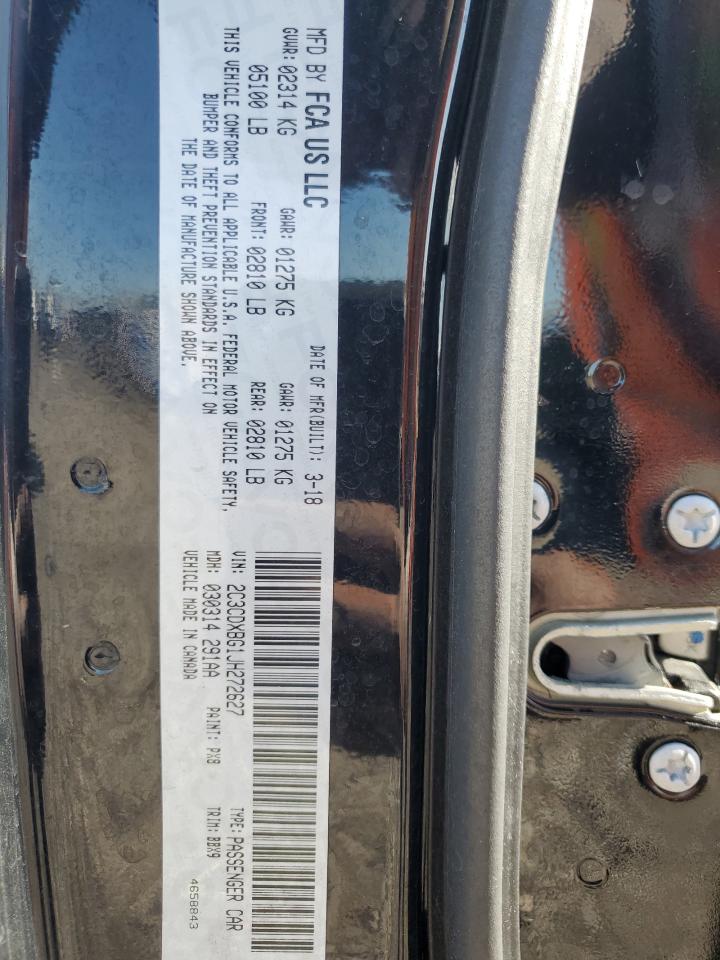 MFD BY FCA US LLC
DATE OF MFR(BUILT): 3-18
GVWR: 02314 KG GAWR: 01275 KG GAWR: 01275 KG
05100 LB FRONT: 02810 LB REAR: 02810 LB
THIS VEHICLE CONFORMS TO ALL APPLICABLE U.S.A. FEDERAL MOTOR VEHICLE SAFETY,
BUMPER AND THEFT PREVENTION STANDARDS IN EFFECT ON
THE DATE OF MANUFACTURE SHOWN ABOVE.
VIN: 2C3CDXBG1JH272627 TYPE: PASSENGER CAR
MDH: 030314 291AA PAINT: PX8 TRIM: BBX9
VEHICLE MADE IN CANADA
4658843